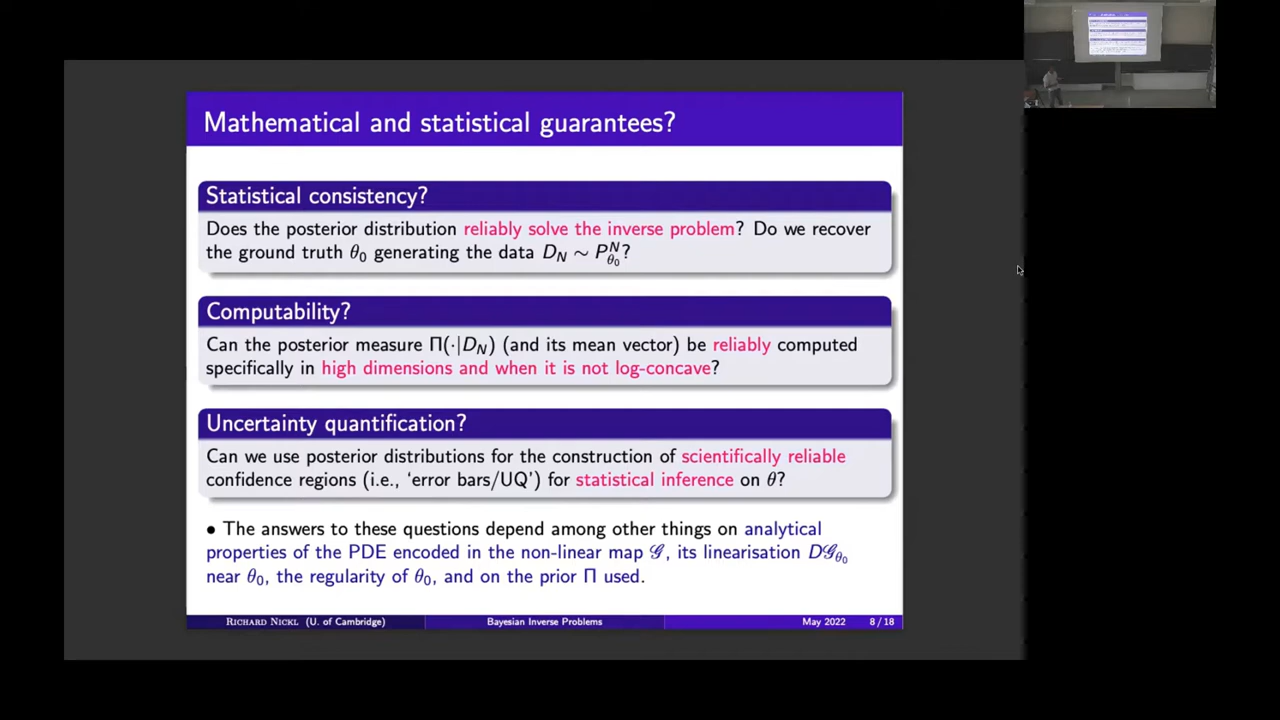 Mathematical and statistical guarantees?
Statistical consistency?
Does the posterior distribution reliably solve the inverse problem? Do we recover
the ground truth θ₀ generating the data D_N ∼ P^N_{θ₀}?
Computability?
Can the posterior measure Π(·|D_N) (and its mean vector) be reliably computed
specifically in high dimensions and when it is not log-concave?
Uncertainty quantification?
Can we use posterior distributions for the construction of scientifically reliable
confidence regions (i.e., ‘error bars/UQ’) for statistical inference on θ?
• The answers to these questions depend among other things on analytical
properties of the PDE encoded in the non-linear map 𝒢, its linearisation D𝒢_{θ₀}
near θ₀, the regularity of θ₀, and on the prior Π used.
Richard Nickl (U. of Cambridge) Bayesian Inverse Problems May 2022 8 / 18